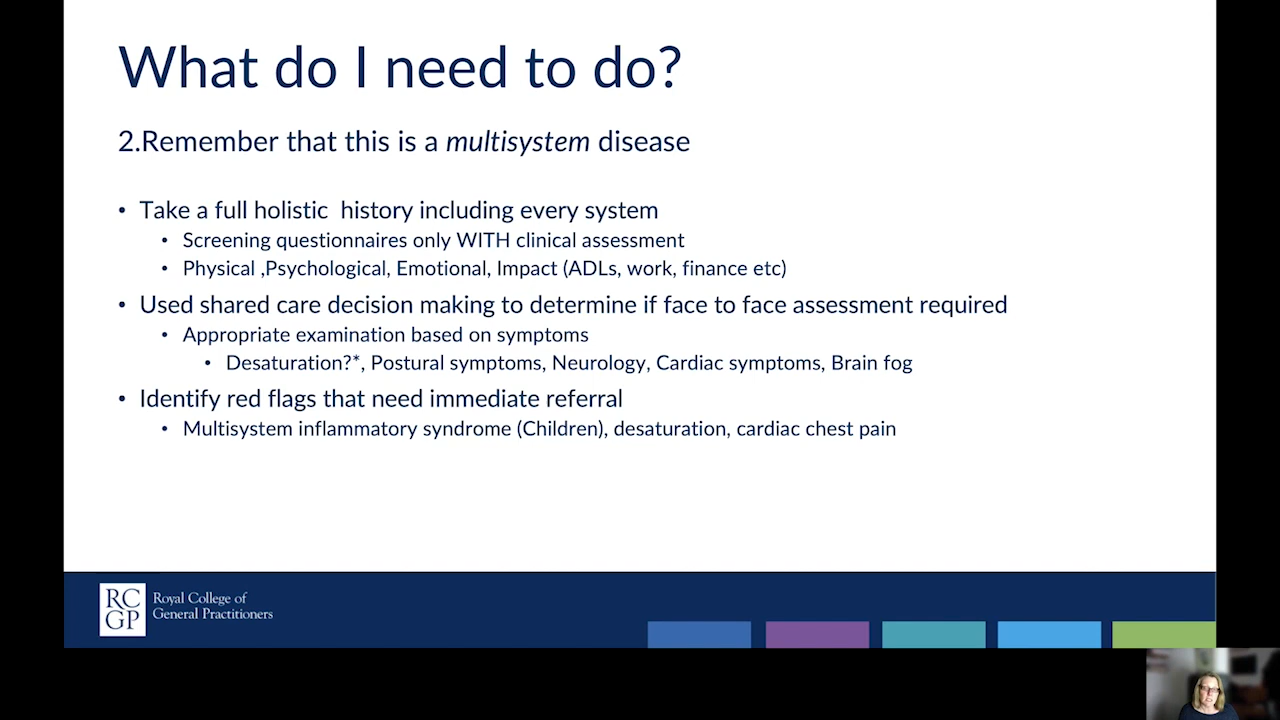 What do I need to do?
2.Remember that this is a multisystem disease
• Take a full holistic  history including every system
• Screening questionnaires only WITH clinical assessment
• Physical ,Psychological, Emotional, Impact (ADLs, work, finance etc)
• Used shared care decision making to determine if face to face assessment required
• Appropriate examination based on symptoms
• Desaturation?*, Postural symptoms, Neurology, Cardiac symptoms, Brain fog
• Identify red flags that need immediate referral
• Multisystem inflammatory syndrome (Children), desaturation, cardiac chest pain
RC
GP
Royal College of
General Practitioners